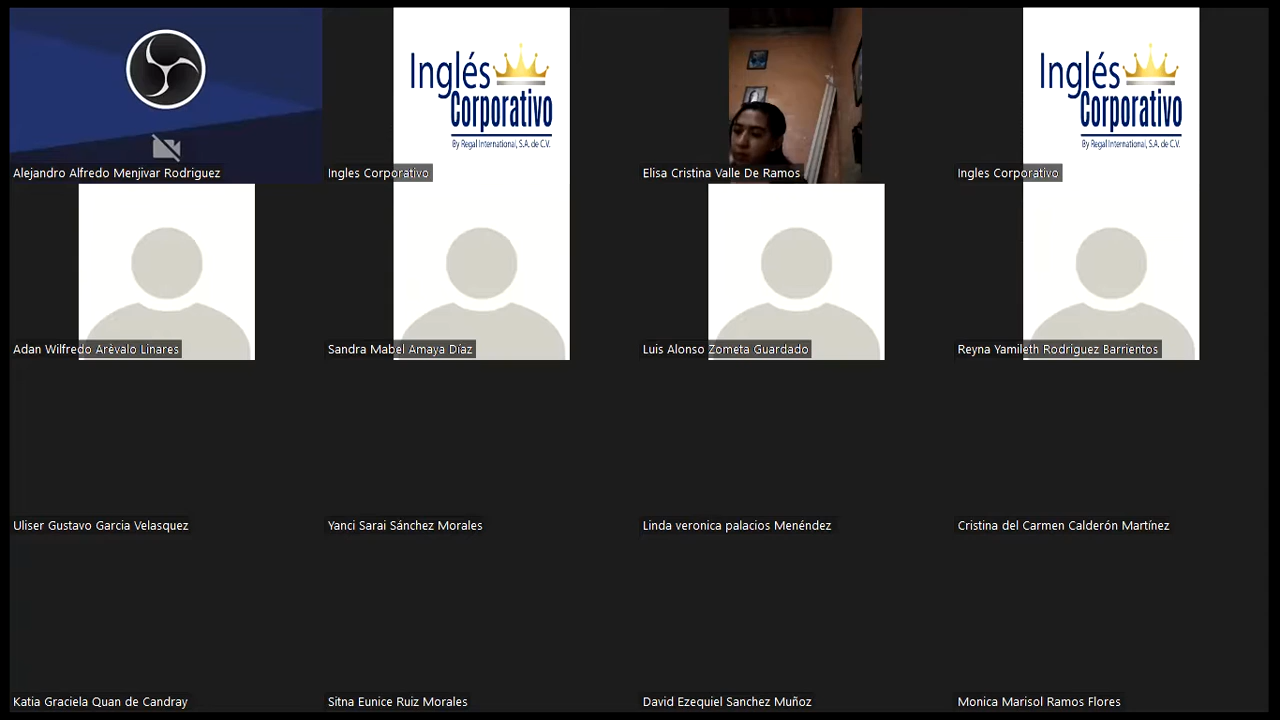 Inglés
Corporativo
By Regal International, S.A. de C.V.
Inglés
Corporativo
By Regal International, S.A. de C.V.
Alejandro Alfredo Menjivar Rodriguez
Ingles Corporativo
Elisa Cristina Valle De Ramos
Ingles Corporativo
Adan Wilfredo Arèvalo Linares
Sandra Mabel Amaya Díaz
Luis Alonso Zometa Guardado
Reyna Yamileth Rodriguez Barrientos
Uliser Gustavo Garcia Velasquez
Yanci Sarai Sánchez Morales
Linda veronica palacios Menéndez
Cristina del Carmen Calderón Martínez
Katia Graciela Quan de Candray
Sitna Eunice Ruiz Morales
David Ezequiel Sanchez Muñoz
Monica Marisol Ramos Flores